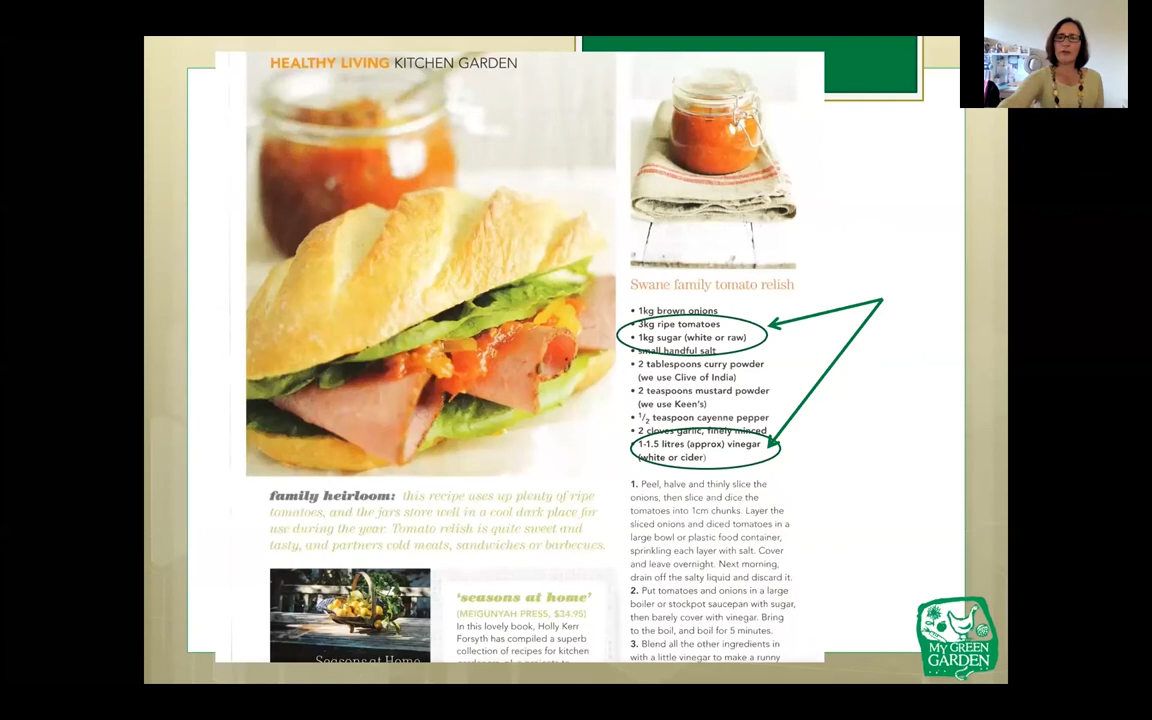 HEALTHY LIVING KITCHEN GARDEN
Swane family tomato relish
• 1kg brown onions
• 3kg ripe tomatoes
• 1kg sugar (white or raw)
• small handful salt
• 2 tablespoons curry powder
(we use Clive of India)
• 2 teaspoons mustard powder
(we use Keen's)
• 1/2 teaspoon cayenne pepper
• 2 cloves garlic, finely minced
• 1-1.5 litres (approx) vinegar
(white or cider)
1. Peel, halve and thinly slice the
onions, then slice and dice the
tomatoes into 1cm chunks. Layer the
sliced onions and diced tomatoes in a
large bowl or plastic food container,
sprinkling each layer with salt. Cover
and leave overnight. Next morning,
drain off the salty liquid and discard it.
2. Put tomatoes and onions in a large
boiler or stockpot saucepan with sugar,
then barely cover with vinegar. Bring
to the boil, and boil for 5 minutes.
3. Blend all the other ingredients in
with a little vinegar to make a runny
family heirloom: this recipe uses up plenty of ripe
tomatoes, and the jars store well in a cool dark place for
use during the year. Tomato relish is quite sweet and
tasty, and partners cold meats, sandwiches or barbecues.
Seasons at Home
'seasons at home'
(MEIGUNYAH PRESS, $34.95)
In this lovely book, Holly Kerr
Forsyth has compiled a superb
collection of recipes for kitchen
MY GREEN
GARDEN